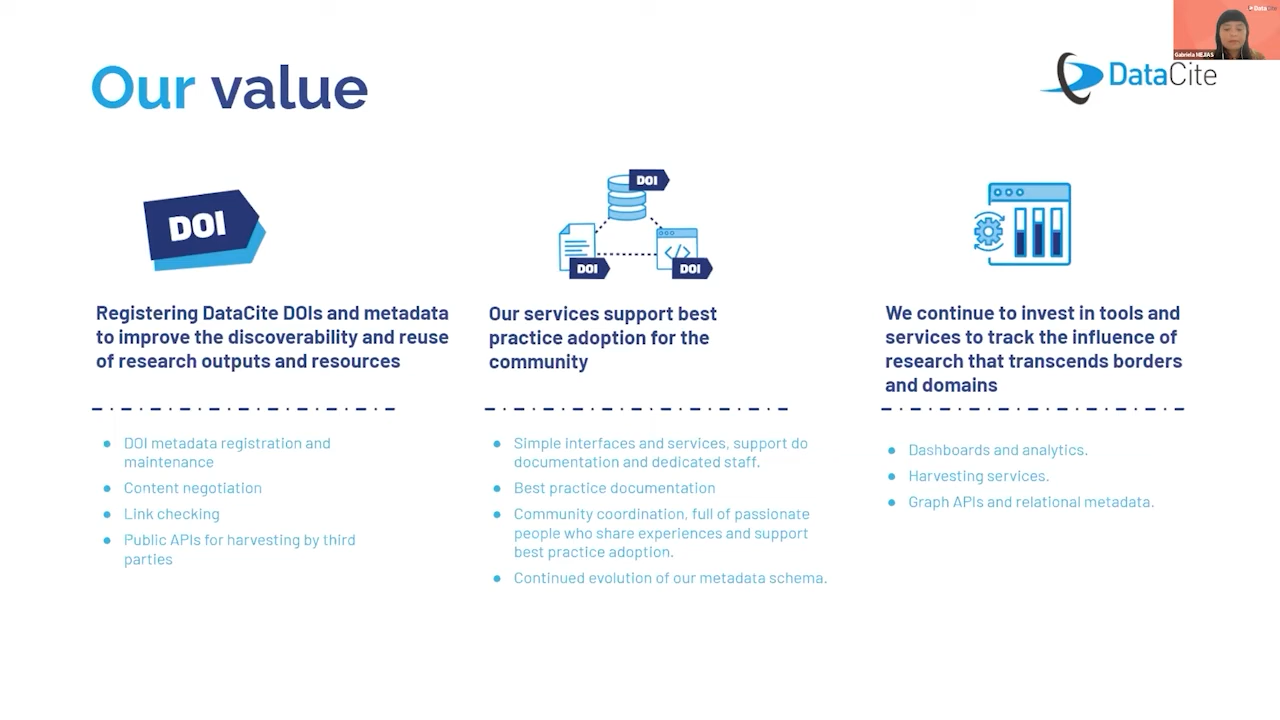 DataCite
Gabriela MEJIAS
Our value
DataCite
DOI
DOI
DOI
DOI
Registering DataCite DOIs and metadata
to improve the discoverability and reuse
of research outputs and resources
DOI metadata registration and
maintenance
Content negotiation
Link checking
Public APIs for harvesting by third
parties
Our services support best
practice adoption for the
community
Simple interfaces and services, support do
documentation and dedicated staff.
Best practice documentation
Community coordination, full of passionate
people who share experiences and support
best practice adoption.
Continued evolution of our metadata schema.
We continue to invest in tools and
services to track the influence of
research that transcends borders
and domains
Dashboards and analytics.
Harvesting services.
Graph APIs and relational metadata.